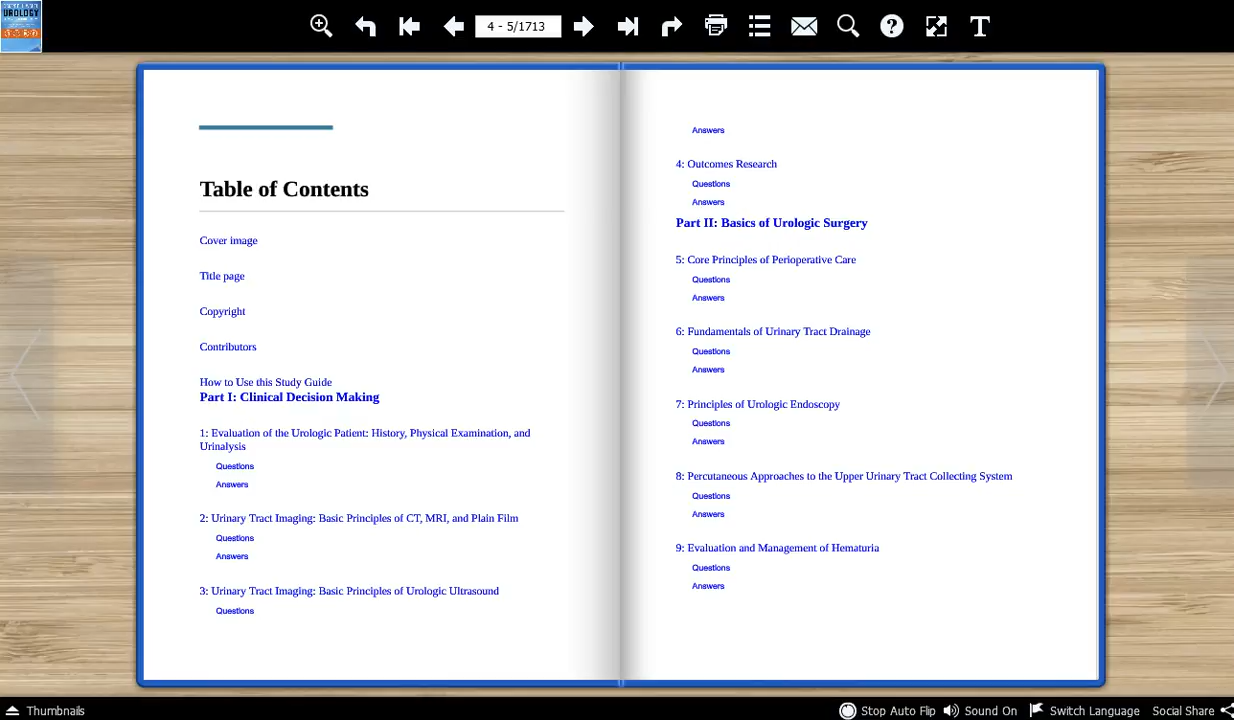 UROLOGY
4 - 5/1713
Table of Contents
Cover image
Title page
Copyright
Contributors
How to Use this Study Guide
Part I: Clinical Decision Making
1: Evaluation of the Urologic Patient: History, Physical Examination, and
Urinalysis
Questions
Answers
2: Urinary Tract Imaging: Basic Principles of CT, MRI, and Plain Film
Questions
Answers
3: Urinary Tract Imaging: Basic Principles of Urologic Ultrasound
Questions
Answers
4: Outcomes Research
Questions
Answers
Part II: Basics of Urologic Surgery
5: Core Principles of Perioperative Care
Questions
Answers
6: Fundamentals of Urinary Tract Drainage
Questions
Answers
7: Principles of Urologic Endoscopy
Questions
Answers
8: Percutaneous Approaches to the Upper Urinary Tract Collecting System
Questions
Answers
9: Evaluation and Management of Hematuria
Questions
Answers
Thumbnails
Stop Auto Flip
Sound On
Switch Language
Social Share